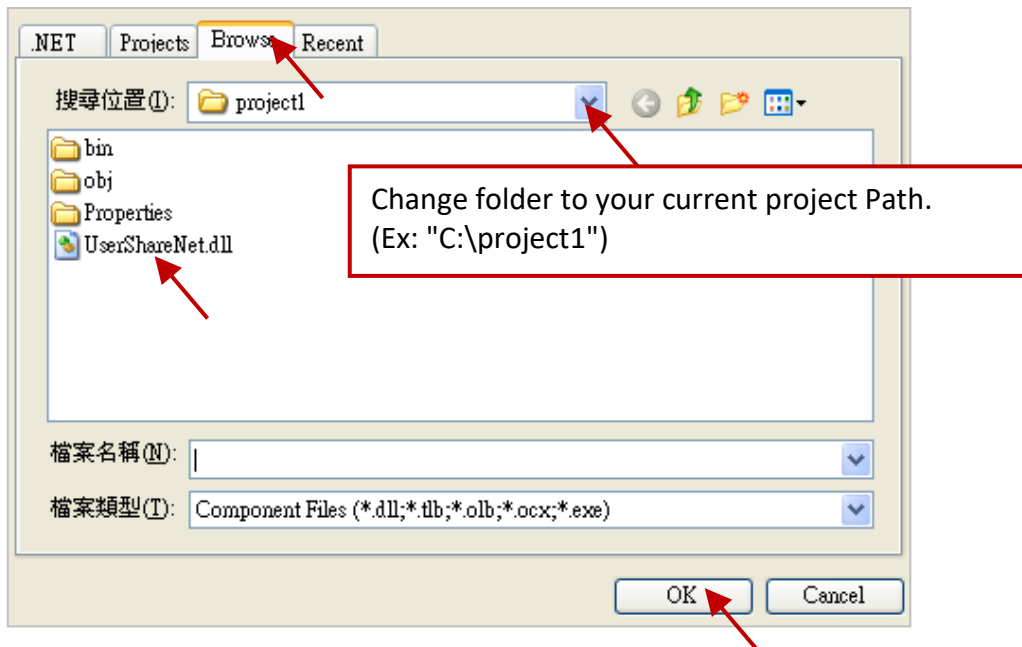 .NET Projects Browse Recent
搜尋位置(I): project1
bin
obj
Properties
UserShareNet.dll
Change folder to your current project Path.
(Ex: "C:\project1")
檔案名稱(N):
檔案類型(T): Component Files (*.dll;*.tlb;*.olb;*.ocx;*.exe)
OK Cancel